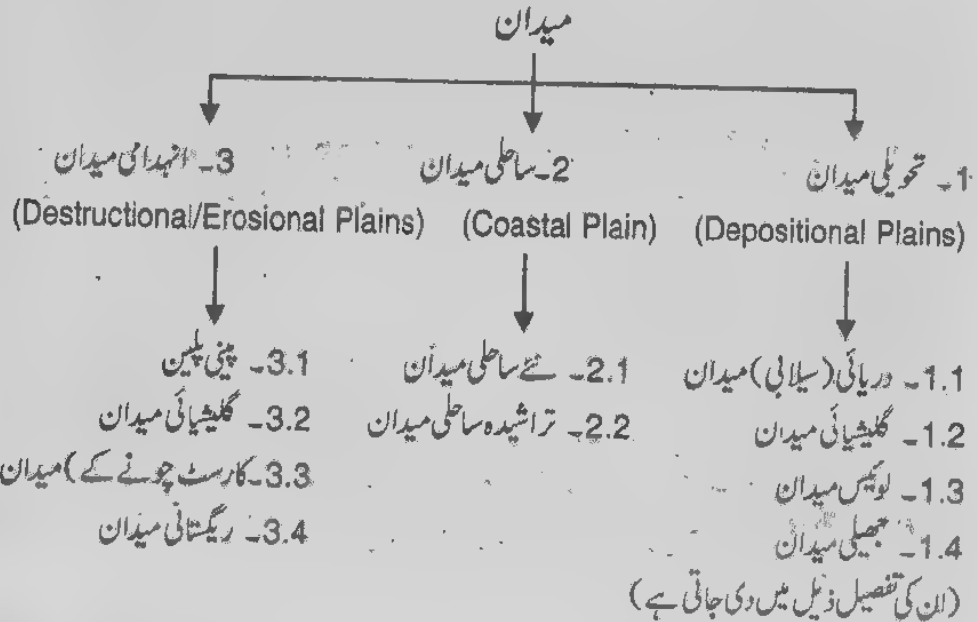 میدان
1۔ تحویلی میدان
(Depositional Plains)
1.1۔ دریائی (سیلابی) میدان
1.2۔ گلیشیائی میدان
1.3۔ لوئیس میدان
1.4۔ جھیلی میدان
(ان کی تفصیل ذیل میں دی جاتی ہے)
2۔ ساحلی میدان
(Coastal Plain)
2.1۔ نئے ساحلی میدان
2.2۔ تراشیدہ ساحلی میدان
3۔ انہدامی میدان
(Destructional/Erosional Plains)
3.1۔ پینی پلین
3.2۔ گلیشیائی میدان
3.3۔ کارسٹ چونے کے) میدان
3.4۔ ریگستانی میدان